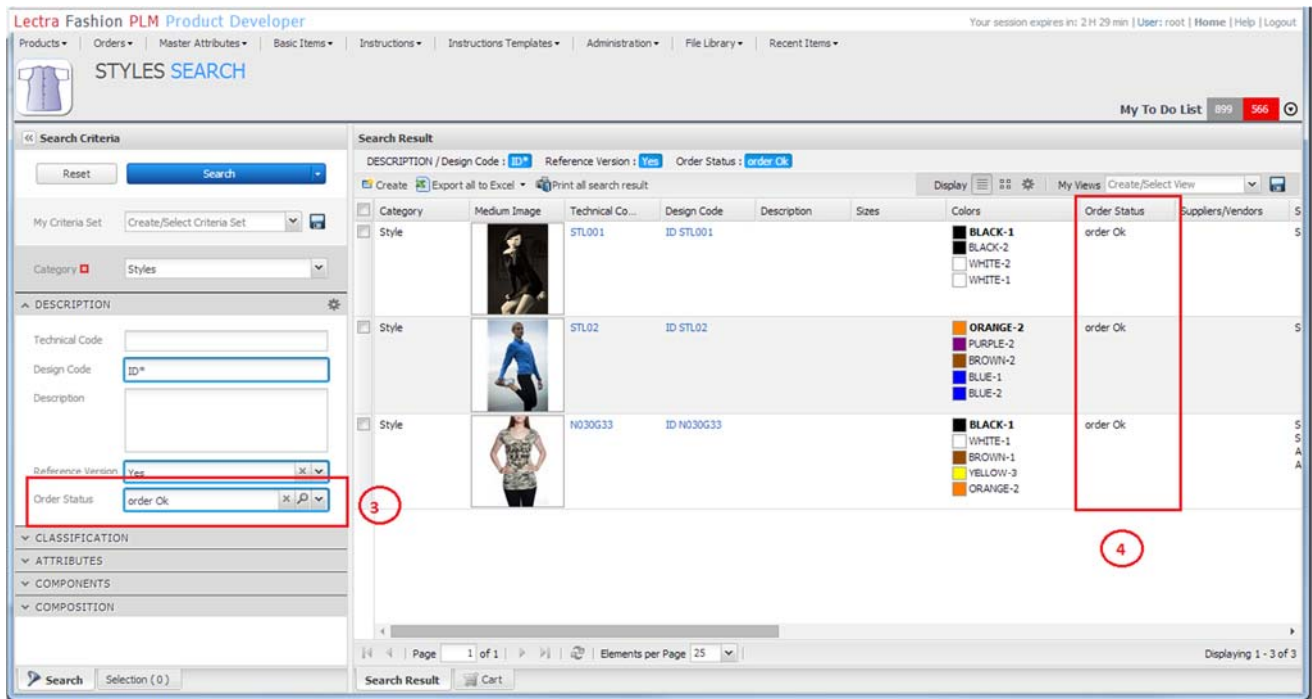 Lectra Fashion PLM Product Developer
Your session expires in: 2 H 29 min | User: root | Home | Help | Logout
Products Orders Master Attributes Basic Items Instructions Instructions Templates Administration File Library Recent Items
STYLES SEARCH
My To Do List 899 566
Search Criteria
Reset Search
My Criteria Set Create/Select Criteria Set
Category Styles
DESCRIPTION
Technical Code
Design Code ID*
Description
Reference Version Yes
Order Status order Ok
3
CLASSIFICATION
ATTRIBUTES
COMPONENTS
COMPOSITION
Search Selection ( 0 )
Search Result
DESCRIPTION / Design Code : ID* Reference Version : Yes Order Status : order Ok
Create Export all to Excel Print all search result Display My Views Create/Select View
Category Medium Image Technical Co... Design Code Description Sizes Colors Order Status Suppliers/Vendors S
Style STL001 ID STL001 BLACK-1 order Ok S
BLACK-2
WHITE-2
WHITE-1
Style STL02 ID STL02 ORANGE-2 order Ok S
PURPLE-2
BROWN-2
BLUE-1
BLUE-2
Style N030G33 ID N030G33 BLACK-1 order Ok S
WHITE-1 S
BROWN-1 A
YELLOW-3 A
ORANGE-2
4
Page 1 of 1 Elements per Page 25 Displaying 1 - 3 of 3
Search Result Cart